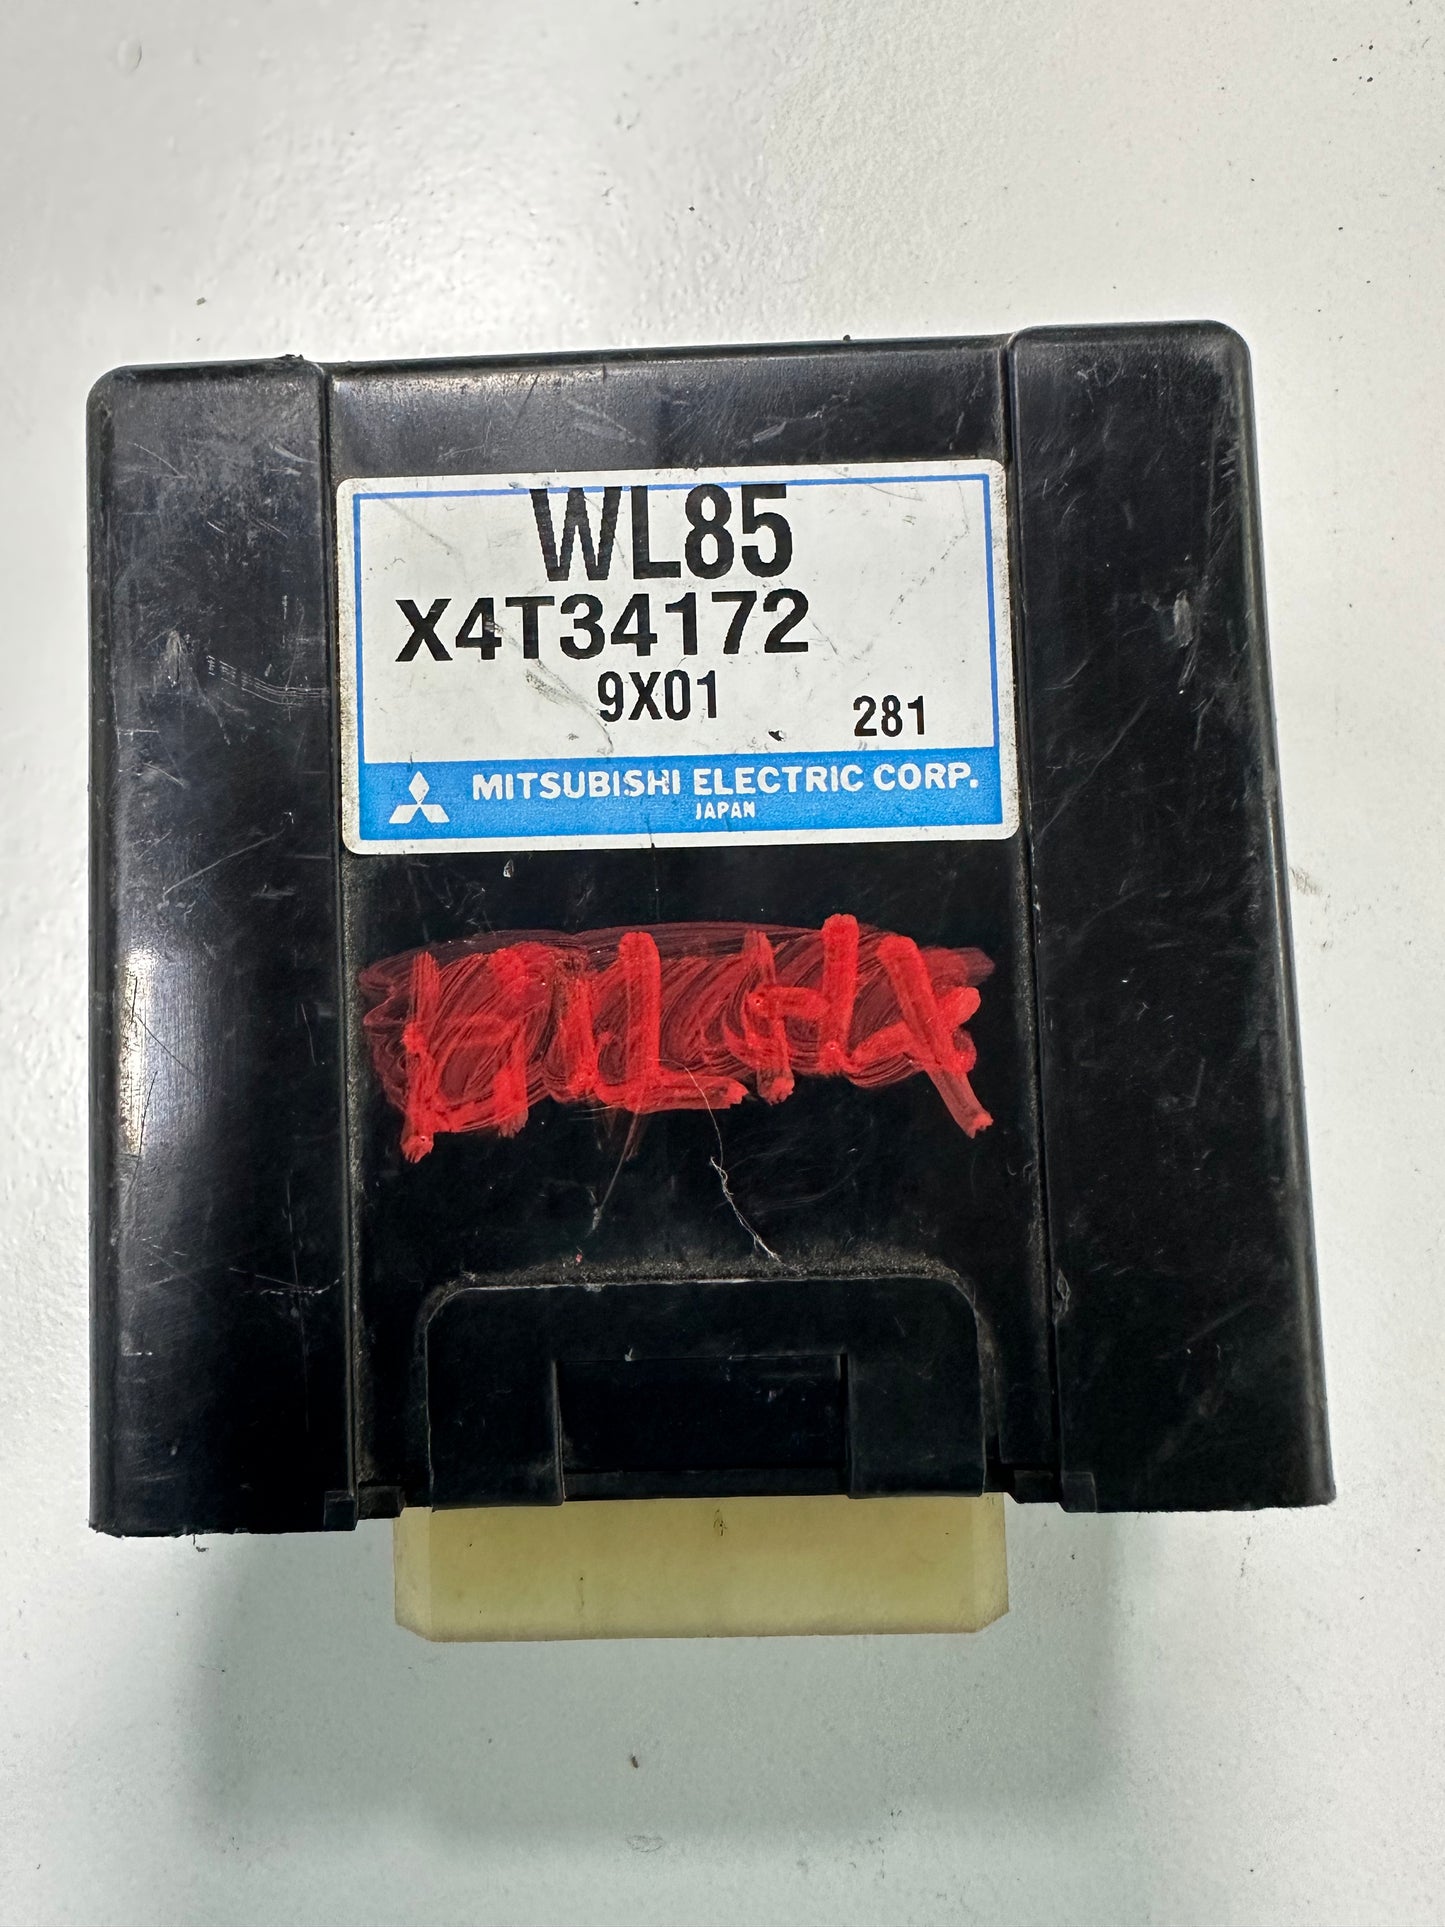 WL85
X4T34172
9X01
281
MITSUBISHI ELECTRIC CORP.
JAPAN